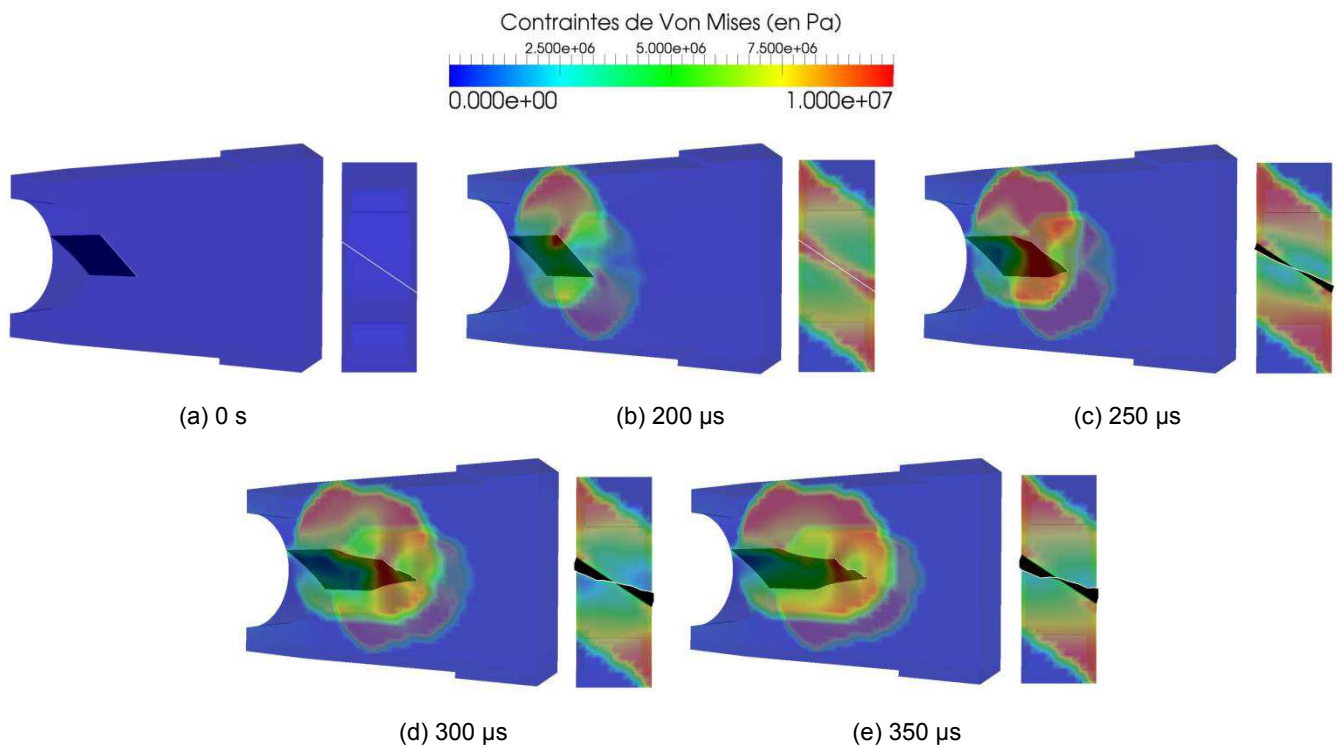 Contraintes de Von Mises (en Pa)
2.500e+06 5.000e+06 7.500e+06
0.000e+00 1.000e+07
(a) 0 s (b) 200 µs (c) 250 µs
(d) 300 µs (e) 350 µs